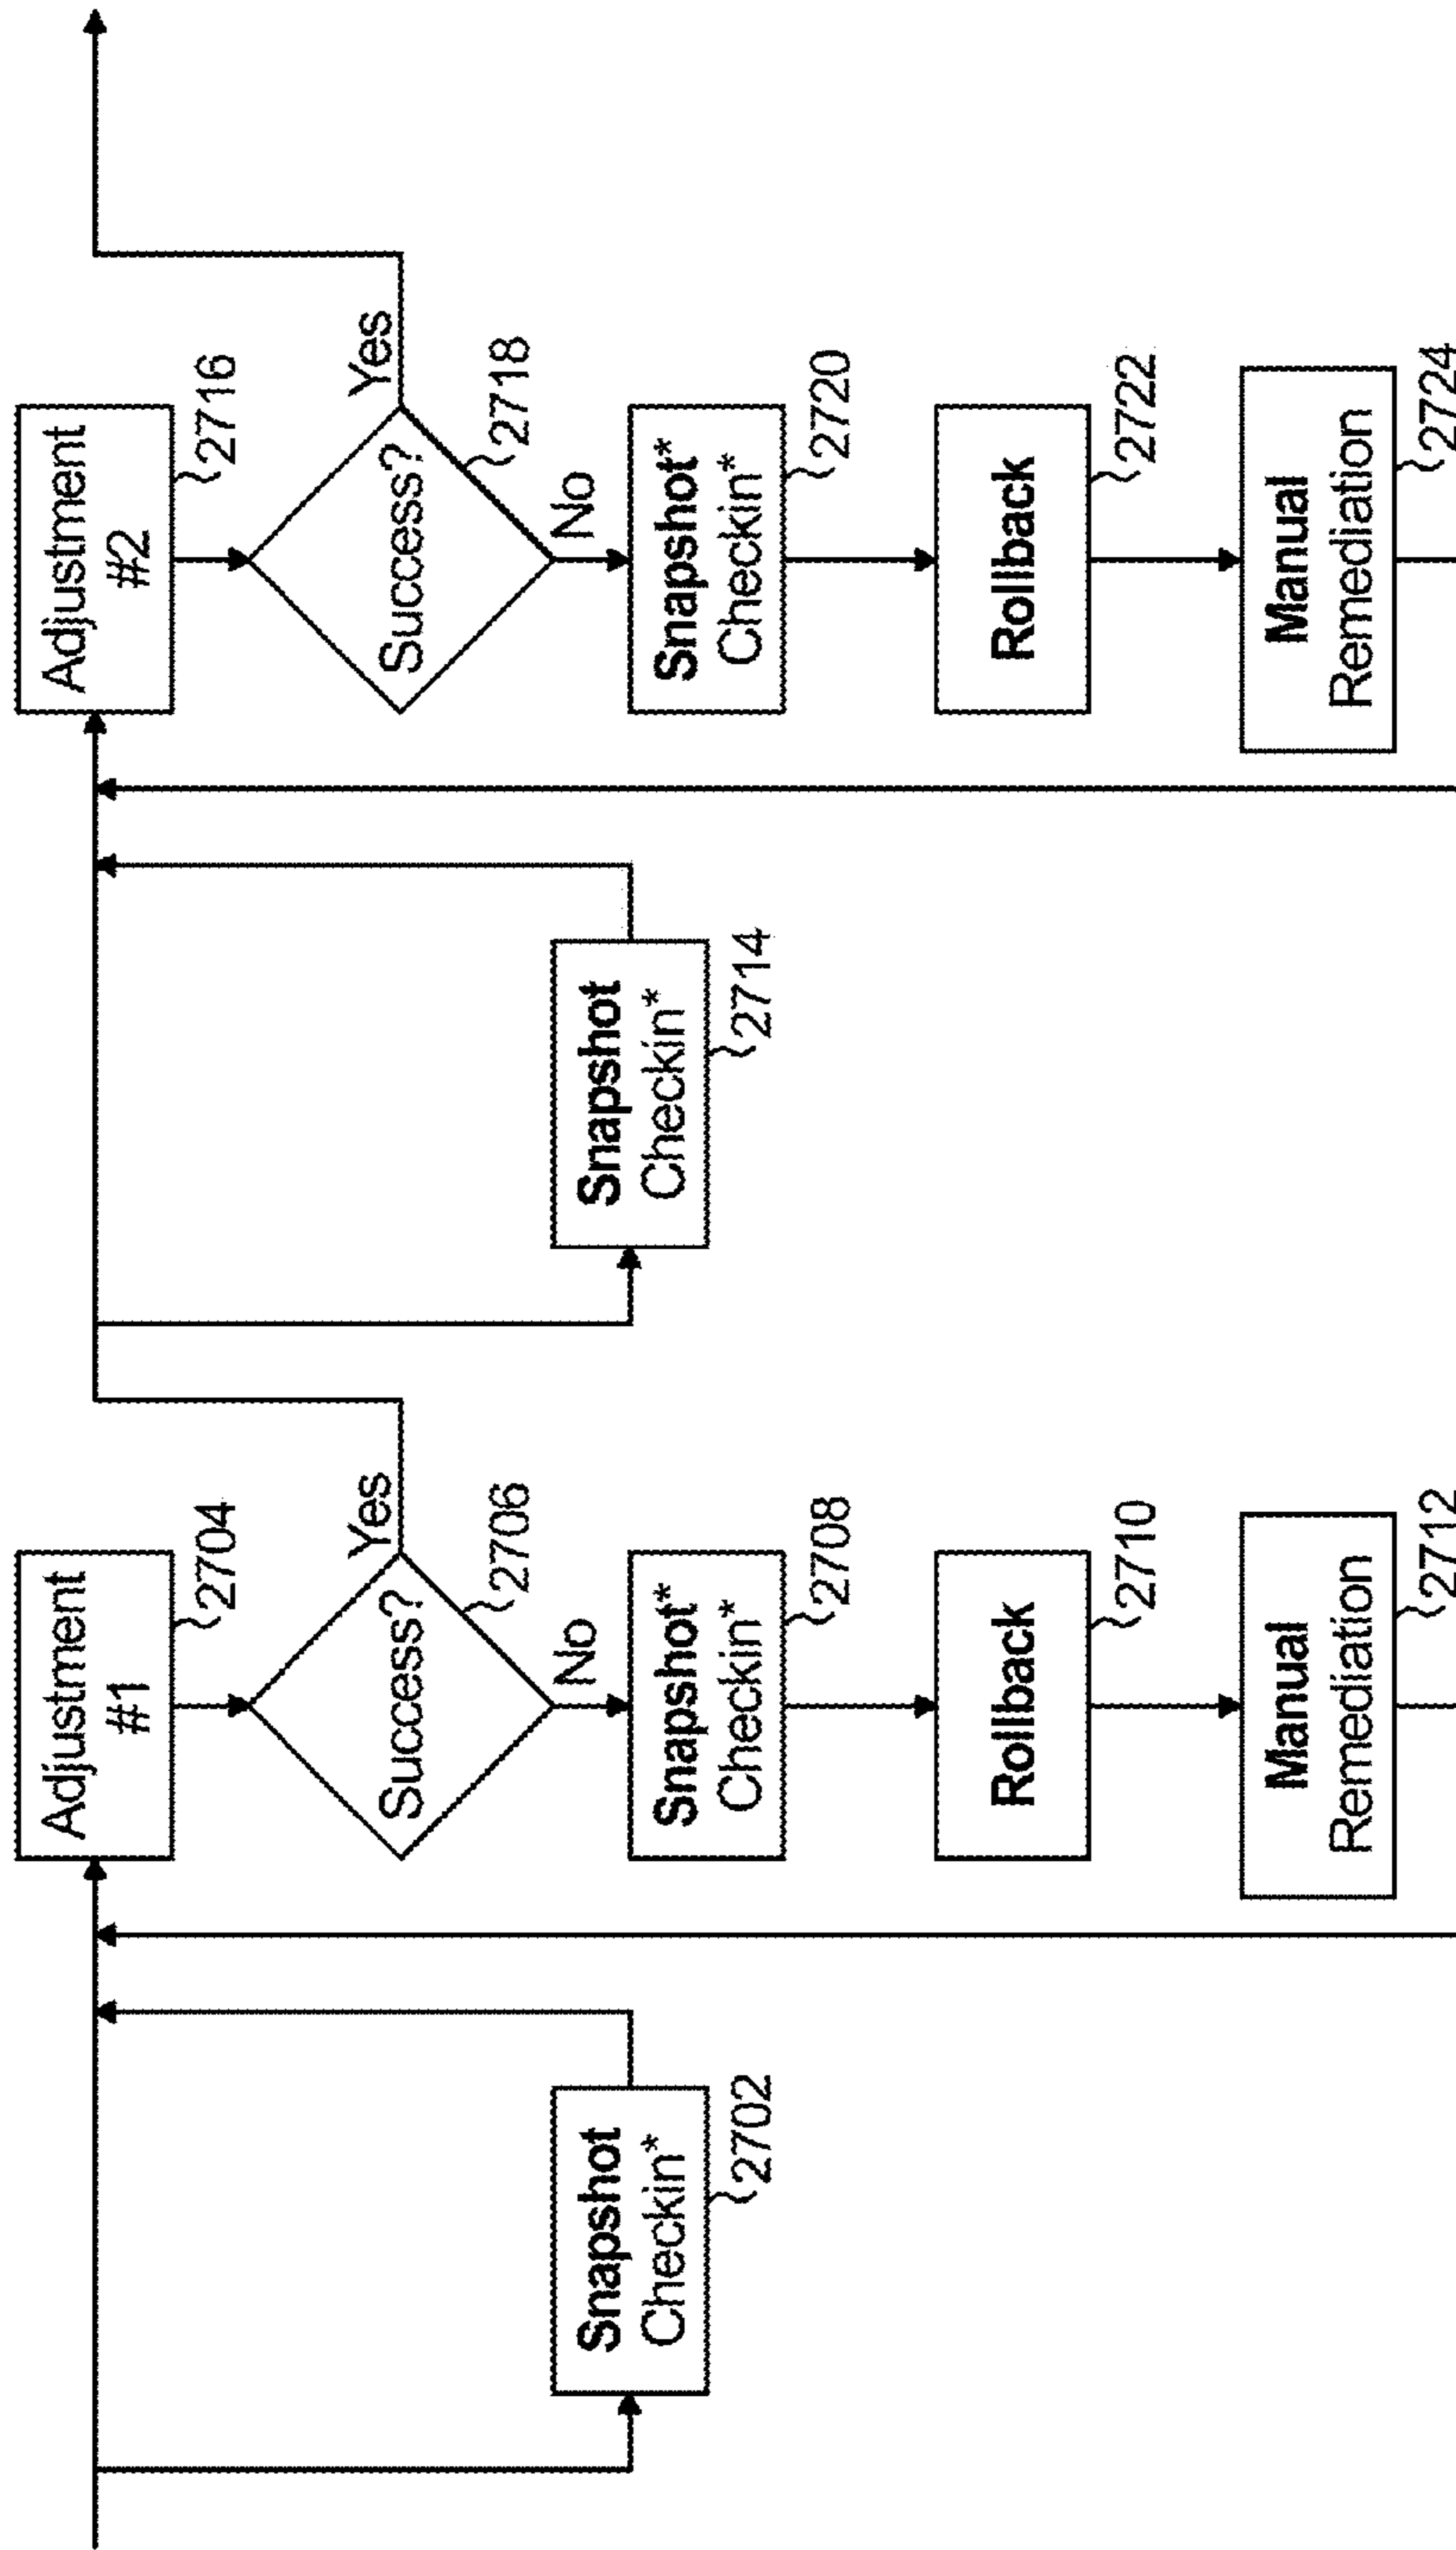 Snapshot
Checkin*
2702
Adjustment
#1
2704
Success?
2706
Yes
No
Snapshot*
Checkin*
2708
Rollback
2710
Manual
Remediation
2712
Snapshot
Checkin*
2714
Adjustment
#2
2716
Success?
2718
Yes
No
Snapshot*
Checkin*
2720
Rollback
2722
Manual
Remediation
2724